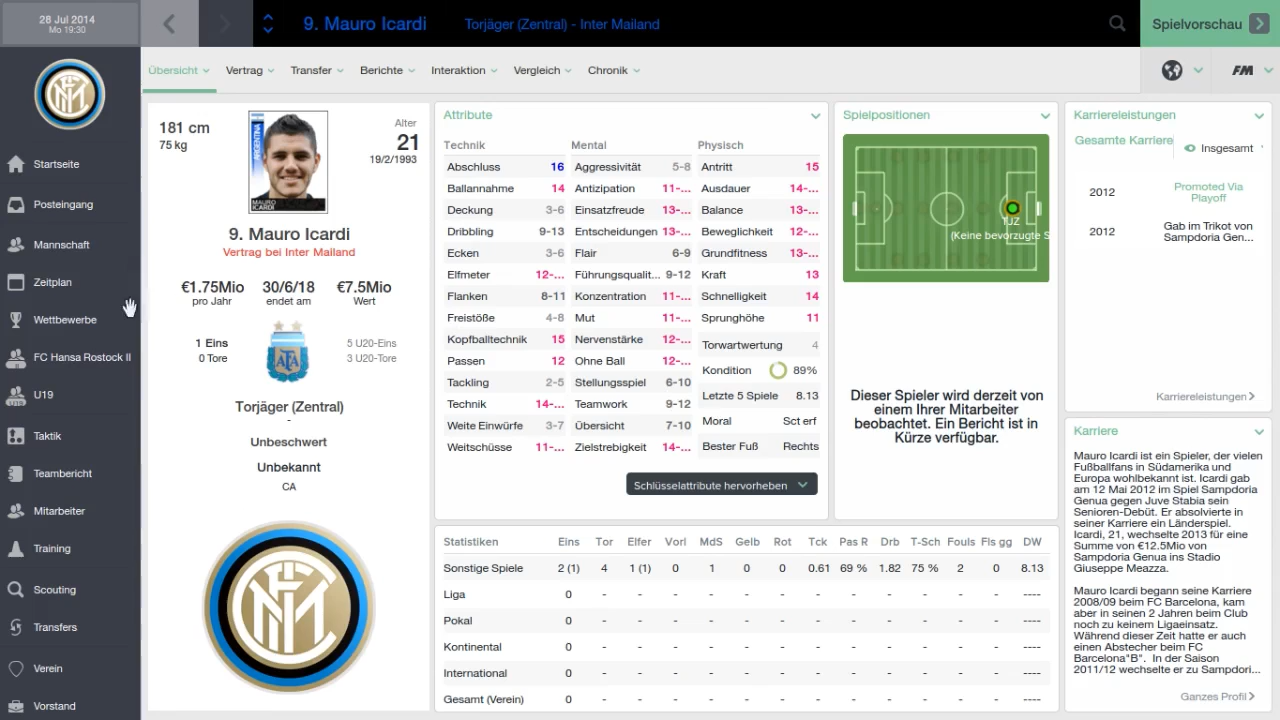 28 Jul 2014
Mo 19:30
9. Mauro Icardi
Torjäger (Zentral) - Inter Mailand
Spielvorschau
Übersicht
Vertrag
Transfer
Berichte
Interaktion
Vergleich
Chronik
FM
Startseite
Posteingang
Mannschaft
Zeitplan
Wettbewerbe
FC Hansa Rostock II
U19
Taktik
Teambericht
Mitarbeiter
Training
Scouting
Transfers
Verein
Vorstand
181 cm
75 kg
ARGENTINA
MAURO
ICARDI
Alter
21
19/2/1993
9. Mauro Icardi
Vertrag bei Inter Mailand
€1.75Mio 30/6/18 €7.5Mio
pro Jahr endet am Wert
1 Eins
0 Tore
AFA
5 U20-Eins
3 U20-Tore
Torjäger (Zentral)
-
Unbeschwert
Unbekannt
CA
Attribute
Technik Mental Physisch
Abschluss 16 Aggressivität 5-8 Antritt 15
Ballannahme 14 Antizipation 11-... Ausdauer 14-...
Deckung 3-6 Einsatzfreude 13-... Balance 13-...
Dribbling 9-13 Entscheidungen 13-... Beweglichkeit 12-...
Ecken 3-6 Flair 6-9 Grundfitness 13-...
Elfmeter 12-... Führungsqualit... 9-12 Kraft 13
Flanken 8-11 Konzentration 11-... Schnelligkeit 14
Freistöße 4-8 Mut 11-... Sprunghöhe 11
Kopfballtechnik 15 Nervenstärke 12-...
Torwartwertung 4
Passen 12 Ohne Ball 12-...
Kondition 89%
Tackling 2-5 Stellungsspiel 6-10
Letzte 5 Spiele 8.13
Technik 14-... Teamwork 9-12
Moral Sct erf
Weite Einwürfe 3-7 Übersicht 7-10
Weitschüsse 11-... Zielstrebigkeit 14-... Bester Fuß Rechts
Schlüsselattribute hervorheben
Spielpositionen
TJZ
(Keine bevorzugte S
Dieser Spieler wird derzeit von
einem Ihrer Mitarbeiter
beobachtet. Ein Bericht ist in
Kürze verfügbar.
Karriereleistungen
Gesamte Karriere
Insgesamt
2012 Promoted Via
Playoff
2012 Gab im Trikot von
Sampdoria Gen...
Karriereleistungen
Statistiken Eins Tor Elfer Vorl MdS Gelb Rot Tck Pas R Drb T-Sch Fouls Fls gg DW
Sonstige Spiele 2 (1) 4 1 (1) 0 1 0 0 0.61 69 % 1.82 75 % 2 0 8.13
Liga 0 - - - - - - - - - - - - ----
Pokal 0 - - - - - - - - - - - - ----
Kontinental 0 - - - - - - - - - - - - ----
International 0 - - - - - - - - - - - - ----
Gesamt (Verein) 0 - - - - - - - - - - - - ----
Karriere
Mauro Icardi ist ein Spieler, der vielen
Fußballfans in Südamerika und
Europa wohlbekannt ist. Icardi gab
am 12 Mai 2012 im Spiel Sampdoria
Genua gegen Juve Stabia sein
Senioren-Debüt. Er absolvierte in
seiner Karriere ein Länderspiel.
Icardi, 21, wechselte 2013 für eine
Summe von €12.5Mio von
Sampdoria Genua ins Stadio
Giuseppe Meazza.
Mauro Icardi begann seine Karriere
2008/09 beim FC Barcelona, kam
aber in seinen 2 Jahren beim Club
noch zu keinem Ligaeinsatz.
Während dieser Zeit hatte er auch
einen Abstecher beim FC
Barcelona"B". In der Saison
2011/12 wechselte er zu Sampdori...
Ganzes Profil